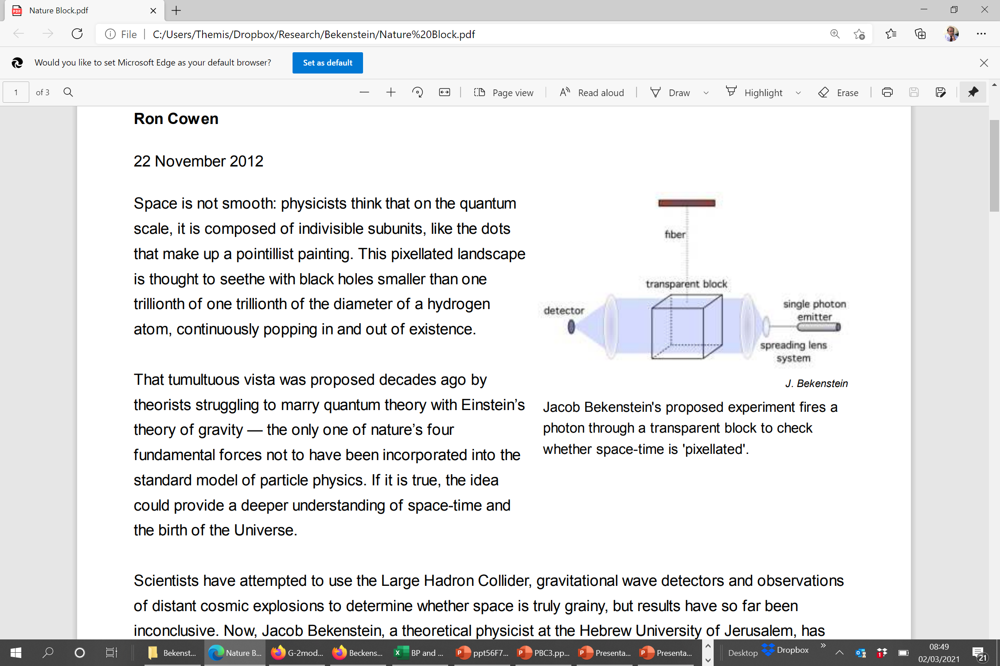 Nature Block.pdf
File
C:/Users/Themis/Dropbox/Research/Bekenstein/Nature%20Block.pdf
Would you like to set Microsoft Edge as your default browser?
Set as default
1 of 3
Page view
Read aloud
Draw
Highlight
Erase
Ron Cowen
22 November 2012
Space is not smooth: physicists think that on the quantum
scale, it is composed of indivisible subunits, like the dots
that make up a pointillist painting. This pixellated landscape
is thought to seethe with black holes smaller than one
trillionth of one trillionth of the diameter of a hydrogen
atom, continuously popping in and out of existence.
That tumultuous vista was proposed decades ago by
theorists struggling to marry quantum theory with Einstein’s
theory of gravity — the only one of nature’s four
fundamental forces not to have been incorporated into the
standard model of particle physics. If it is true, the idea
could provide a deeper understanding of space-time and
the birth of the Universe.
fiber
transparent block
detector
single photon
emitter
spreading lens
system
J. Bekenstein
Jacob Bekenstein's proposed experiment fires a
photon through a transparent block to check
whether space-time is 'pixellated'.
Scientists have attempted to use the Large Hadron Collider, gravitational wave detectors and observations
of distant cosmic explosions to determine whether space is truly grainy, but results have so far been
inconclusive. Now, Jacob Bekenstein, a theoretical physicist at the Hebrew University of Jerusalem, has
Bekenst...
Nature B...
G-2mod...
Beckens...
BP and ...
ppt56F7...
PBC3.pp...
Presenta...
Presenta...
Desktop
Dropbox
1
08:49
02/03/2021
21